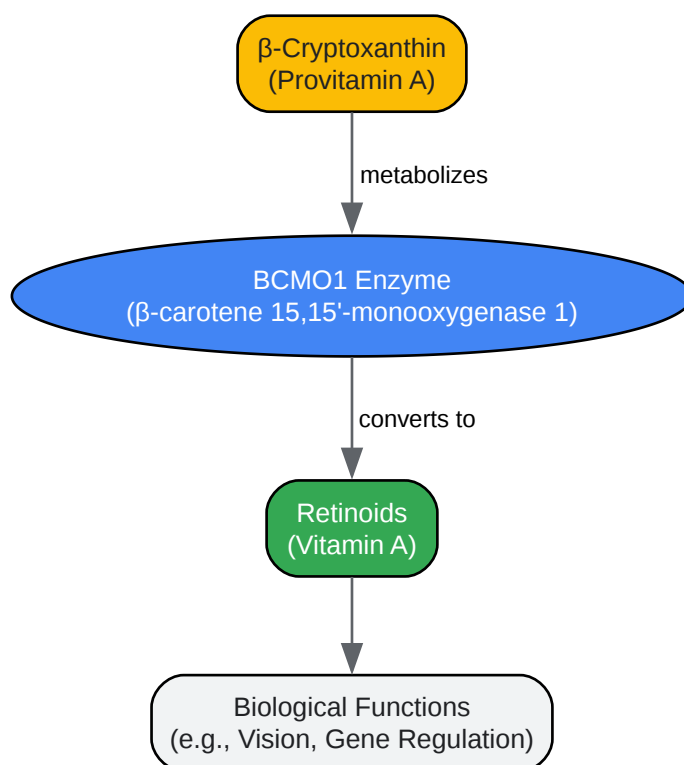 β-Cryptoxanthin
(Provitamin A)
metabolizes
BCMO1 Enzyme
(β-carotene 15,15'-monooxygenase 1)
converts to
Retinoids
(Vitamin A)
Biological Functions
(e.g., Vision, Gene Regulation)